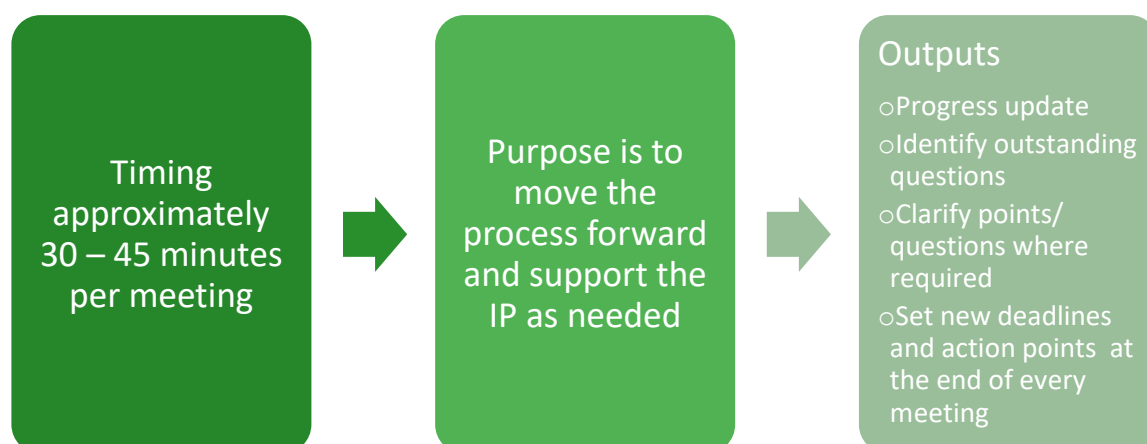 Timing
approximately
30 – 45 minutes
per meeting
Purpose is to
move the
process forward
and support the
IP as needed
Outputs
oProgress update
oIdentify outstanding
questions
oClarify points/
questions where
required
oSet new deadlines
and action points  at
the end of every
meeting